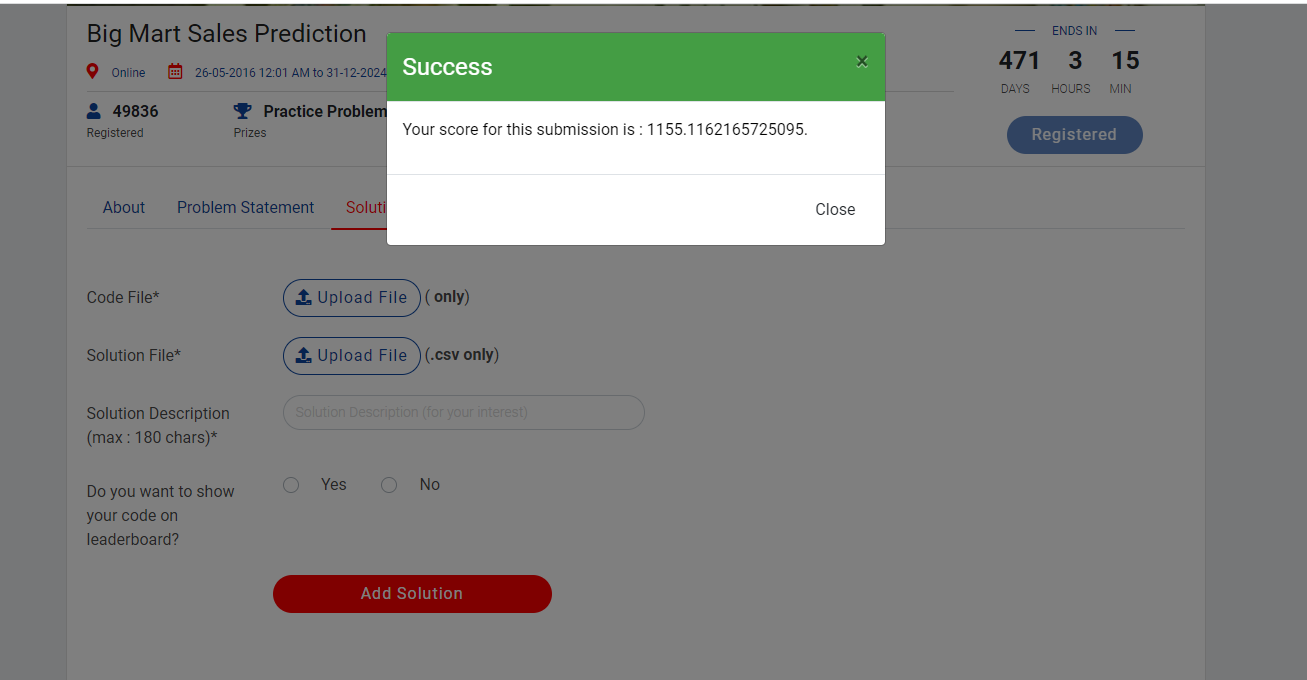 Big Mart Sales Prediction
Online 26-05-2016 12:01 AM to 31-12-2024
49836 Practice Problem
Registered Prizes
ENDS IN
471 3 15
DAYS HOURS MIN
Registered
Success ×
Your score for this submission is : 1155.1162165725095.
Close
About Problem Statement Soluti
Code File* Upload File ( only)
Solution File* Upload File (.csv only)
Solution Description
(max : 180 chars)*
Solution Description (for your interest)
Do you want to show
your code on
leaderboard?
Yes No
Add Solution